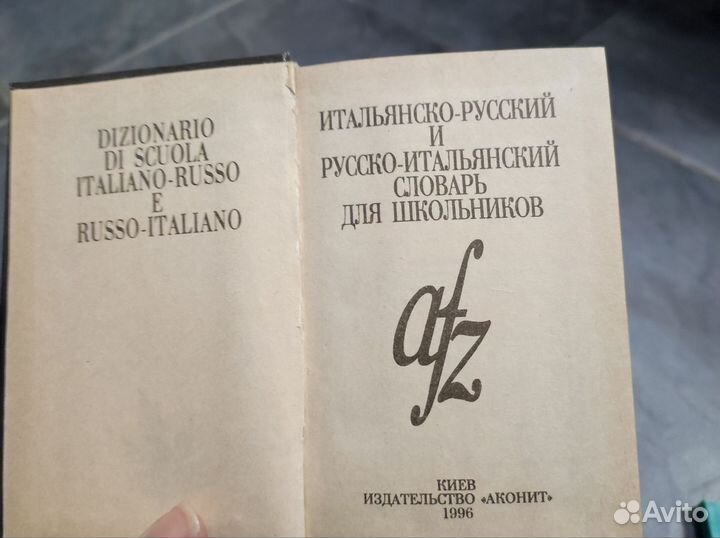 DIZIONARIO
DI SCUOLA
ITALIANO-RUSSO
E
RUSSO-ITALIANO
ИТАЛЬЯНСКО-РУССКИЙ
И
РУССКО-ИТАЛЬЯНСКИЙ
СЛОВАРЬ
ДЛЯ ШКОЛЬНИКОВ
afz
КИЕВ
ИЗДАТЕЛЬСТВО «АКОНИТ»
1996
Avito